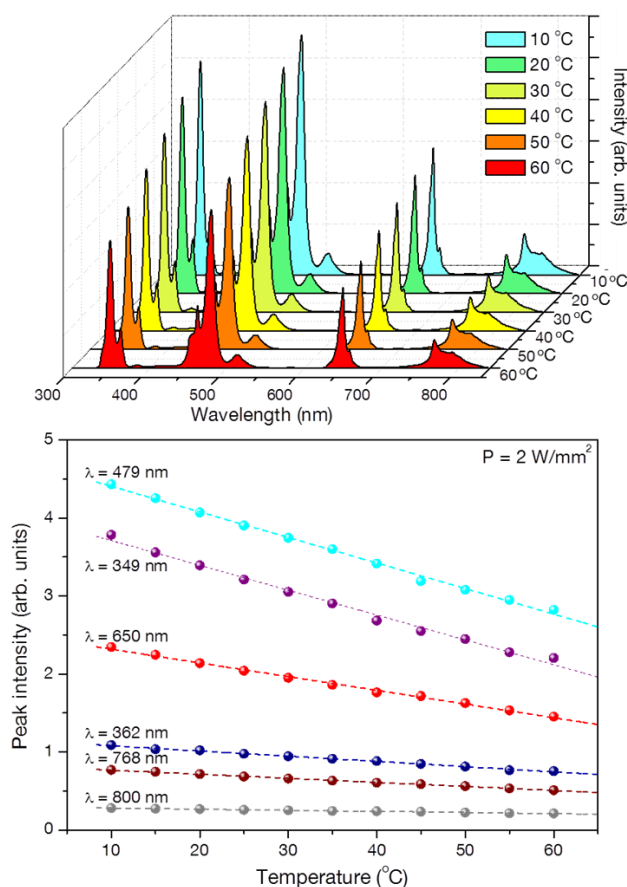 10 °C
20 °C
30 °C
40 °C
50 °C
60 °C
Intensity (arb. units)
10 °C
20 °C
30 °C
40 °C
50 °C
60 °C
300 400 500 600 700 800
Wavelength (nm)
5
4
3
2
1
0
Peak intensity (arb. units)
P = 2 W/mm²
λ = 479 nm
λ = 349 nm
λ = 650 nm
λ = 362 nm
λ = 768 nm
λ = 800 nm
10 20 30 40 50 60
Temperature (°C)